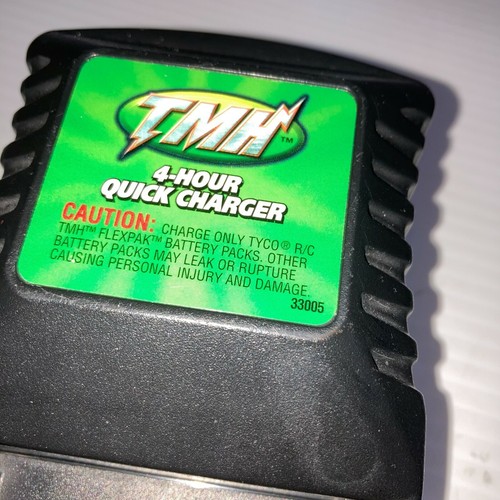 TMH™
4-HOUR
QUICK CHARGER
CAUTION: CHARGE ONLY TYCO® R/C
TMH™ FLEXPAK™ BATTERY PACKS. OTHER
BATTERY PACKS MAY LEAK OR RUPTURE
CAUSING PERSONAL INJURY AND DAMAGE.
33005